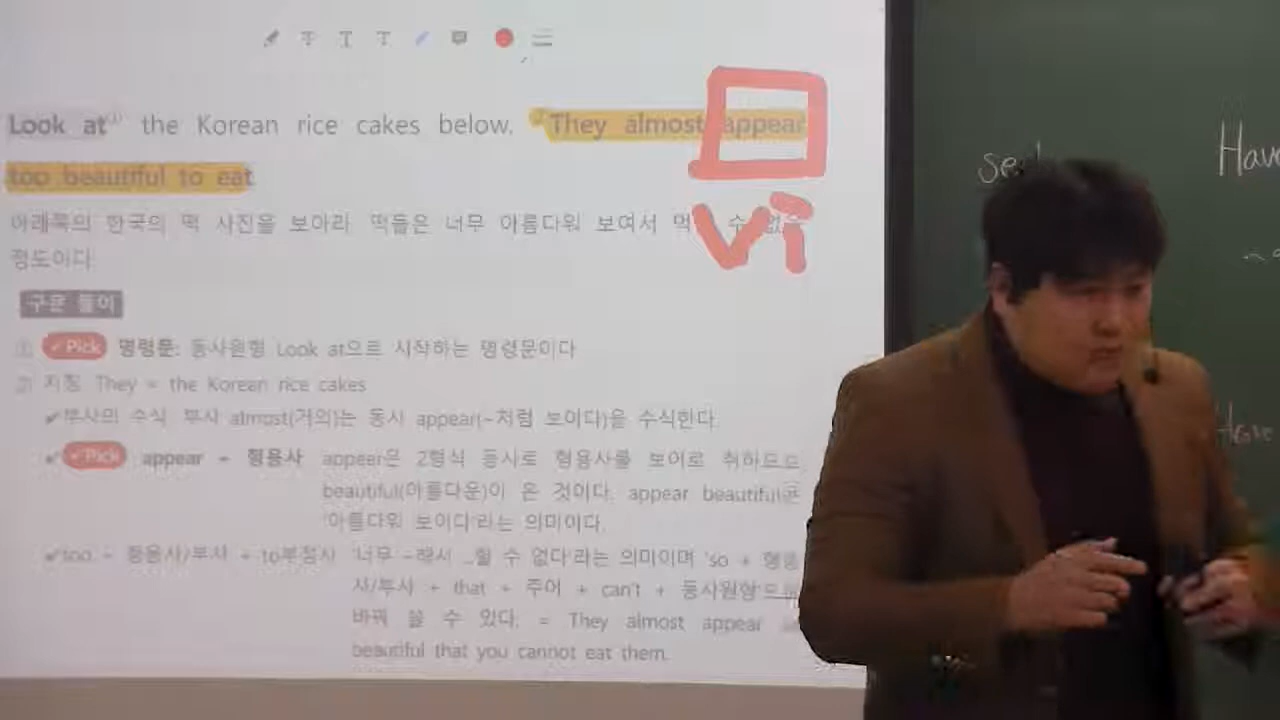 Look at① the Korean rice cakes below. ②They almost appear
too beautiful to eat
아래쪽의 한국의 떡 사진을 보아라. 떡들은 너무 아름다워 보여서 먹 수 없을
정도이다.
vi
구문 풀이
① ✔Pick 명령문: 동사원형 Look at으로 시작하는 명령문이다
② 지칭 They = the Korean rice cakes
✔부사의 수식: 부사 almost(거의)는 동사 appear(~처럼 보이다)을 수식한다.
✔ ✔Pick appear + 형용사 appear은 2형식 동사로 형용사를 보어로 취하므로
beautiful(아름다운)이 온 것이다. appear beautiful은
'아름다워 보이다'라는 의미이다.
✔too + 형용사/부사 + to부정사 '너무 ~해서 …할 수 없다'라는 의미이며 'so + 형용
사/부사 + that + 주어 + can't + 동사원형'으로
바꿔 쓸 수 있다. = They almost appear
beautiful that you cannot eat them.
Have
Have